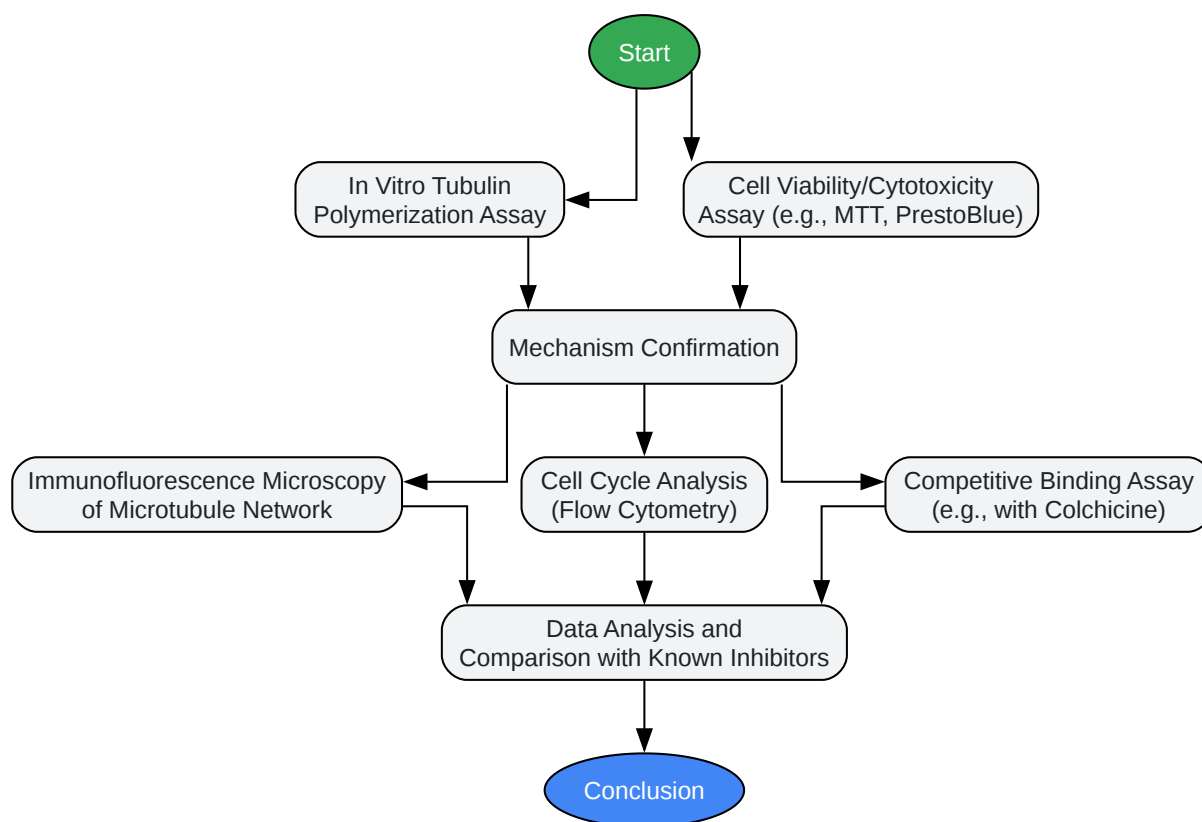 Start
In Vitro Tubulin
Polymerization Assay
Cell Viability/Cytotoxicity
Assay (e.g., MTT, PrestoBlue)
Mechanism Confirmation
Immunofluorescence Microscopy
of Microtubule Network
Cell Cycle Analysis
(Flow Cytometry)
Competitive Binding Assay
(e.g., with Colchicine)
Data Analysis and
Comparison with Known Inhibitors
Conclusion